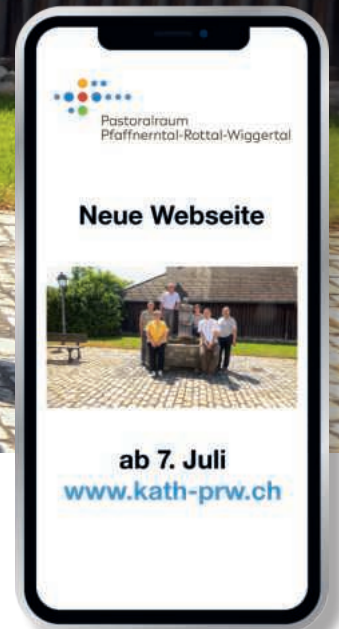 Pastoralraum
Pfaffnerntal-Rottal-Wiggertal
Neue Webseite
ab 7. Juli
www.kath-prw.ch